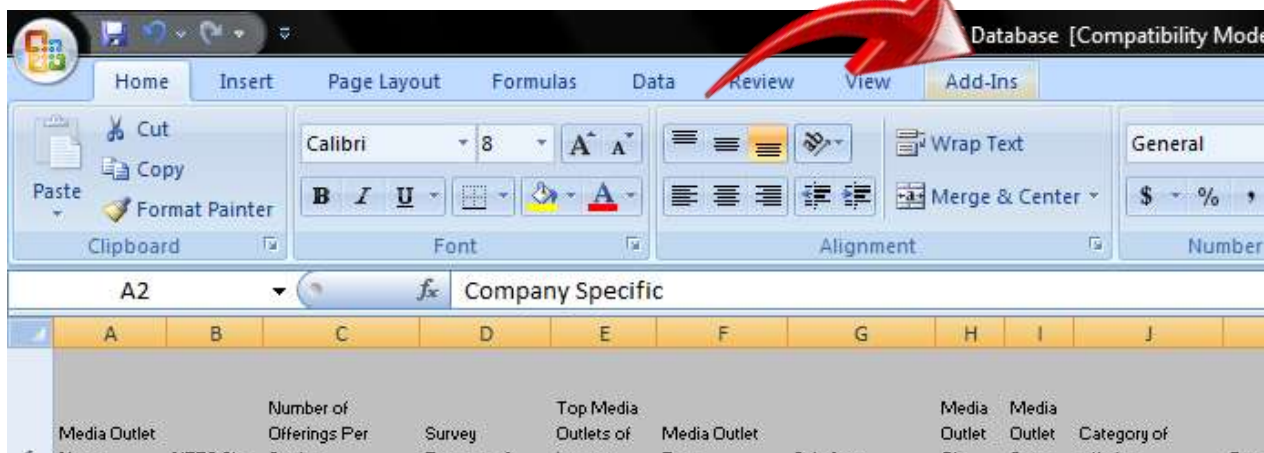 Database [Compatibility Mode
Home Insert Page Layout Formulas Data Review View Add-Ins
Cut
Calibri 8 A A Wrap Text General
Copy
Paste
B I U A Merge & Center $ % ,
Format Painter
Clipboard Font Alignment Number
A2 fx Company Specific
A B C D E F G H I J
Number of Top Media Media Media
Media Outlet Offerings Per Survey Outlets of Media Outlet Outlet Outlet Category of